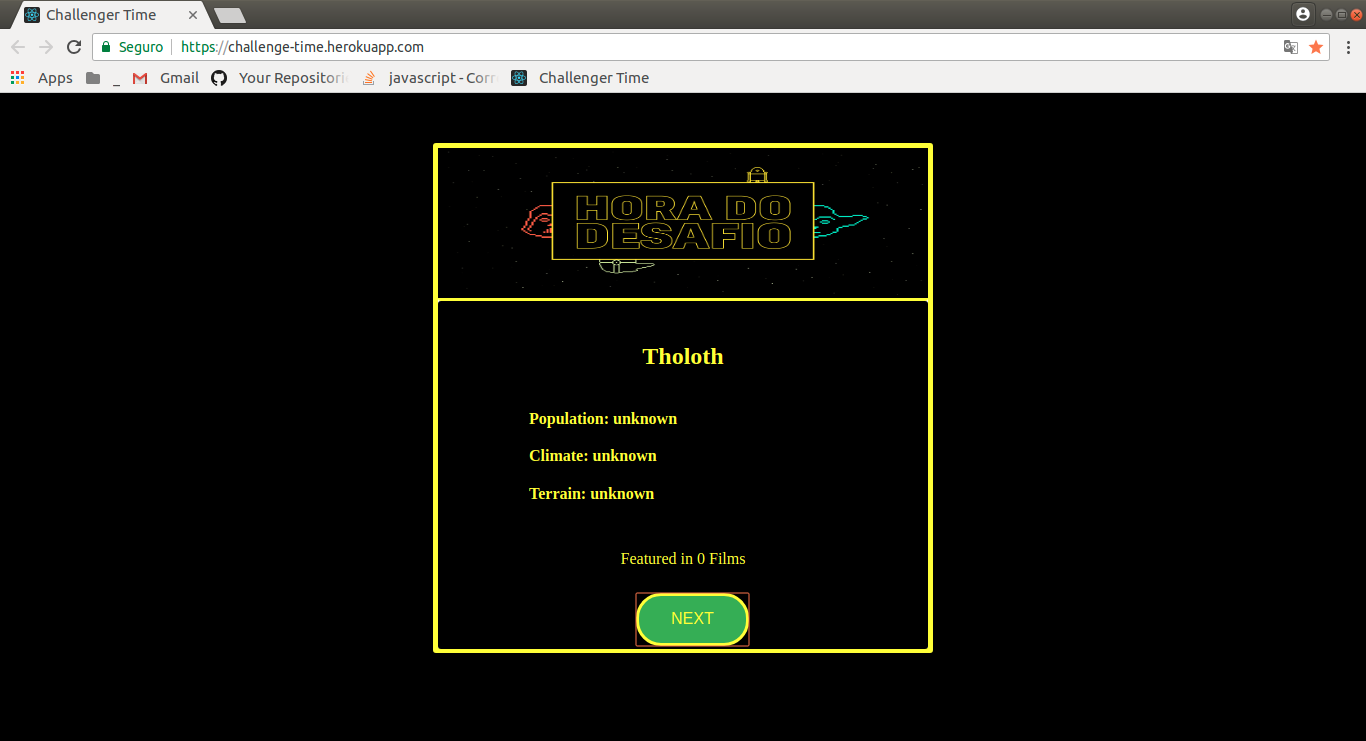 Challenger Time
Seguro https://challenge-time.herokuapp.com
Apps _ Gmail Your Repositori javascript - Corr Challenger Time
HORA DO
DESAFIO
Tholoth
Population: unknown
Climate: unknown
Terrain: unknown
Featured in 0 Films
NEXT